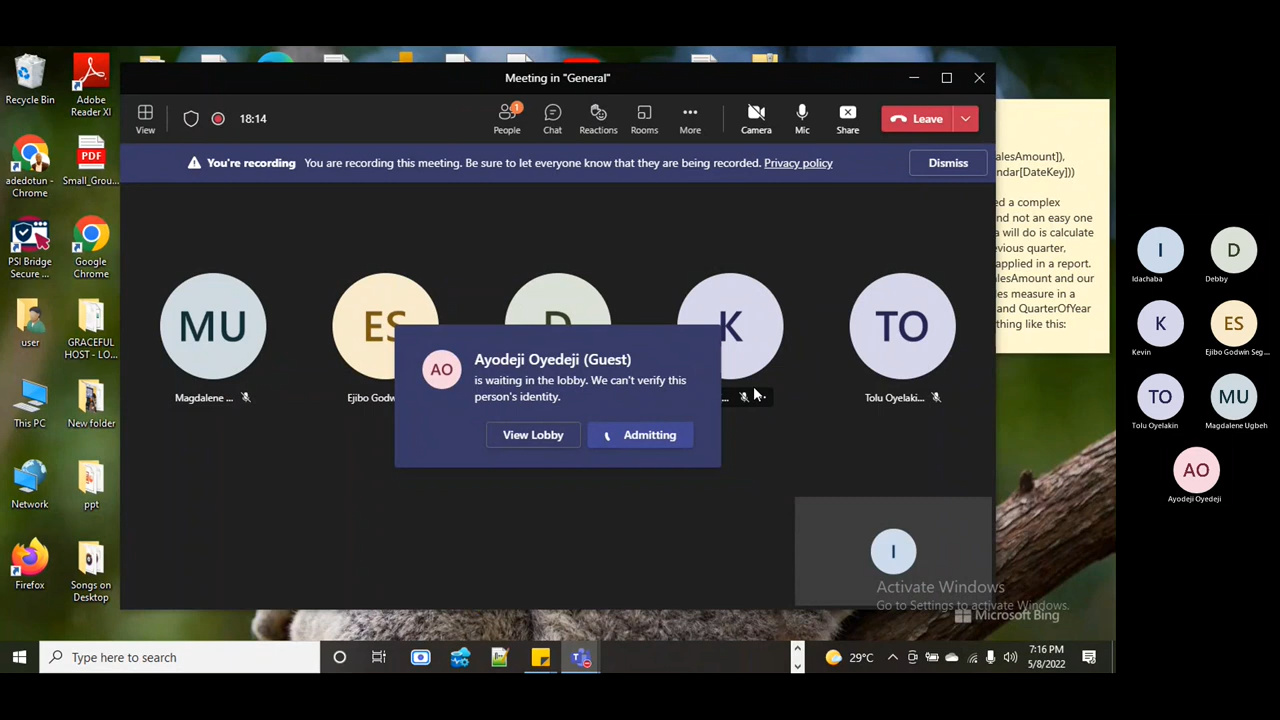 Meeting in "General"
Recycle Bin
Adobe
Reader XI
View
18:14
1
People
Chat
Reactions
Rooms
More
Camera
Mic
Share
Leave
You're recording You are recording this meeting. Be sure to let everyone know that they are being recorded. Privacy policy
Dismiss
adedotun -
Chrome
PDF
Small_Grou...
PSI Bridge
Secure ...
Google
Chrome
user
GRACEFUL
HOST - LO...
This PC
New folder
Network
ppt
Firefox
Songs on
Desktop
MU
Magdalene ...
ES
Ejibo Godw
D
K
...
TO
Tolu Oyelaki...
AO
Ayodeji Oyedeji (Guest)
is waiting in the lobby. We can't verify this
person's identity.
View Lobby
Admitting
I
alesAmount]),
ndar[DateKey]))
ed a complex
nd not an easy one
a will do is calculate
evious quarter,
applied in a report.
lesAmount and our
es measure in a
and QuarterOfYear
thing like this:
Activate Windows
Go to Settings to activate Windows.
Microsoft Bing
I
Idachaba
D
Debby
K
Kevin
ES
Ejibo Godwin Seg...
TO
Tolu Oyelakin
MU
Magdalene Ugbeh
AO
Ayodeji Oyedeji
Type here to search
29°C
7:16 PM
5/8/2022